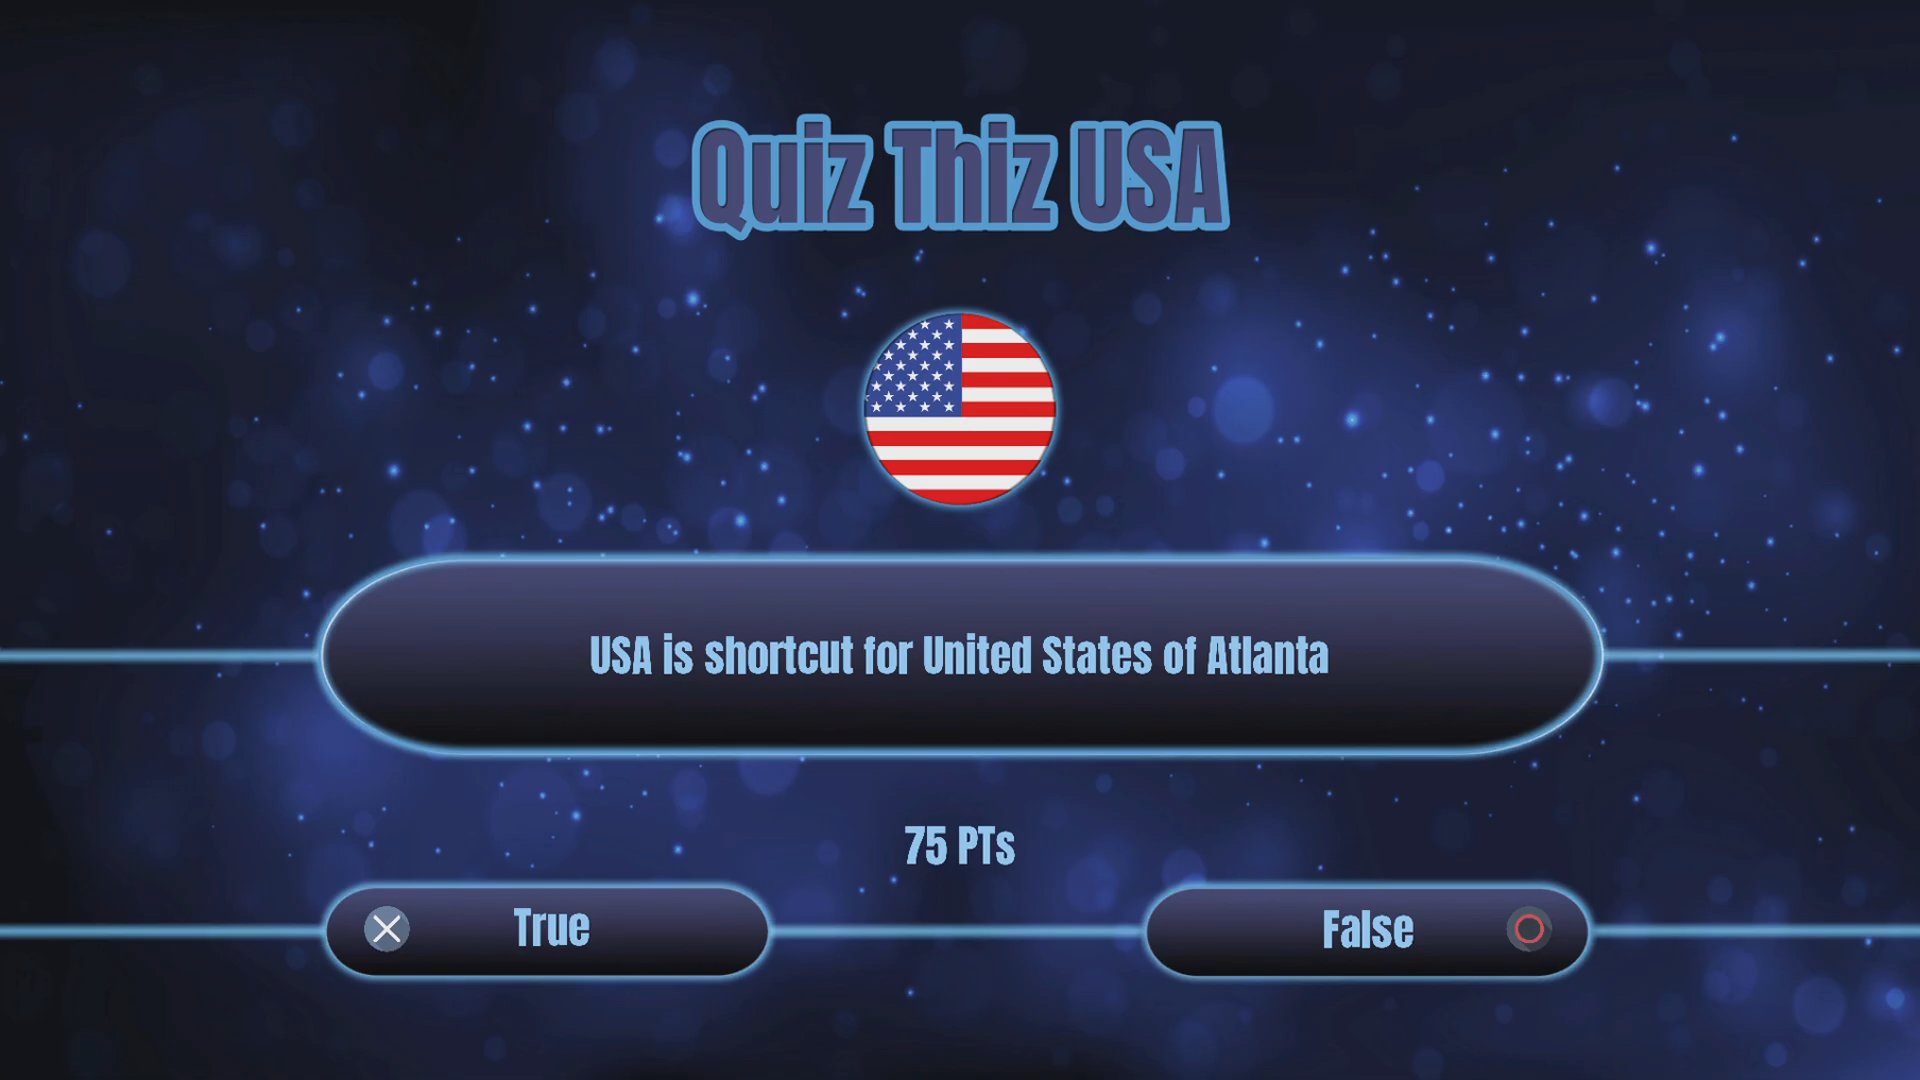 Quiz Thiz USA
USA is shortcut for United States of Atlanta
75 PTs
True
False